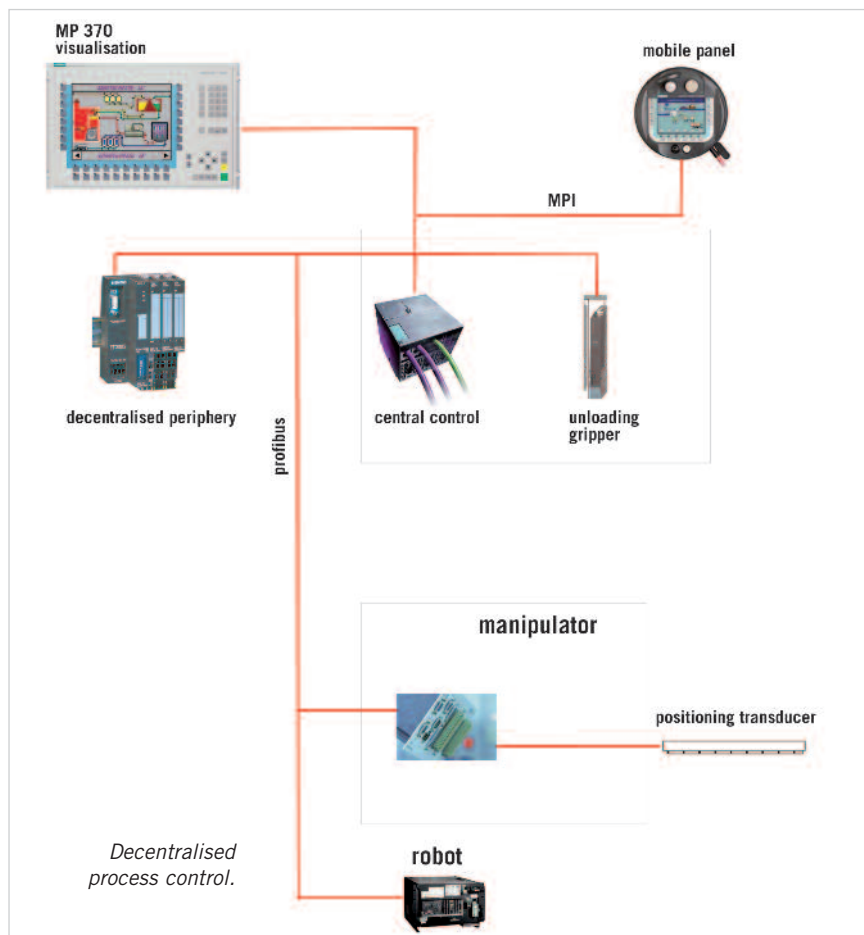 MP 370
visualisation
mobile panel
MPI
decentralised periphery
central control
unloading
gripper
profibus
manipulator
positioning transducer
Decentralised
process control.
robot